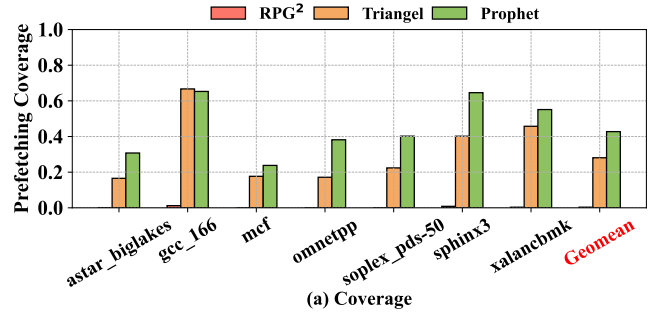 RPG² Triangel Prophet
Prefetching Coverage
1.0
0.8
0.6
0.4
0.2
0.0
astar_biglakes
gcc_166
mcf
omnetpp
soplex_pds-50
sphinx3
xalancbmk
Geomean
(a) Coverage